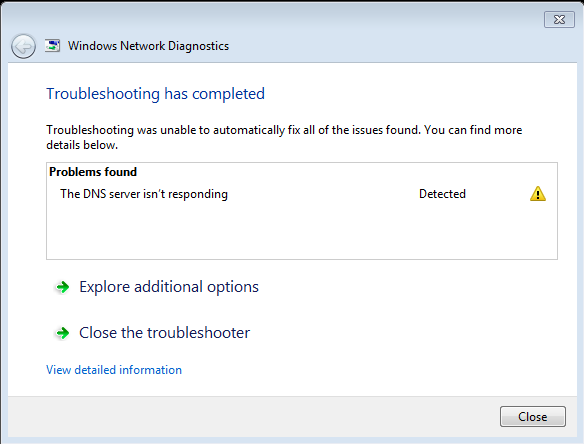 Windows Network Diagnostics
Troubleshooting has completed
Troubleshooting was unable to automatically fix all of the issues found. You can find more
details below.
Problems found
The DNS server isn't responding Detected
Explore additional options
Close the troubleshooter
View detailed information
Close